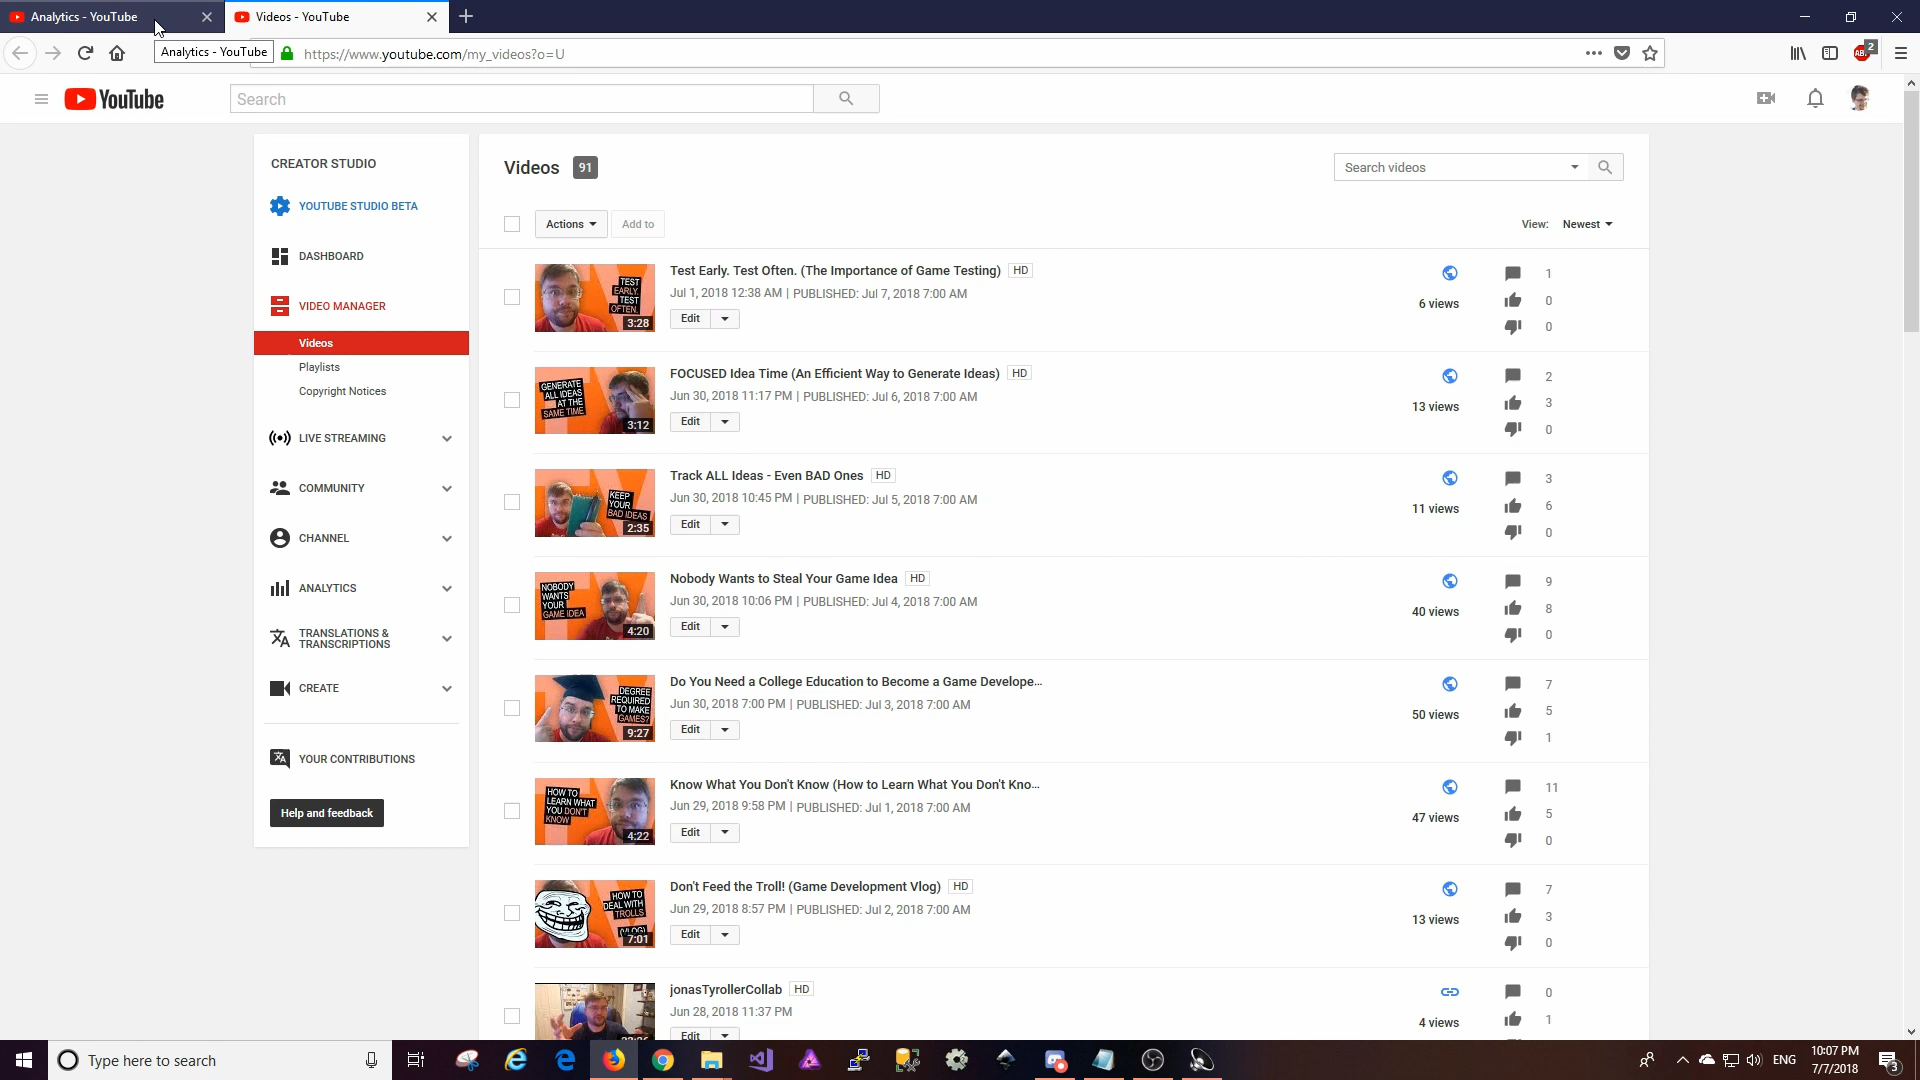 Analytics - YouTube
Videos - YouTube
Analytics - YouTube
https://www.youtube.com/my_videos?o=U
2
YouTube
Search
CREATOR STUDIO
YOUTUBE STUDIO BETA
DASHBOARD
VIDEO MANAGER
Videos
Playlists
Copyright Notices
LIVE STREAMING
COMMUNITY
CHANNEL
ANALYTICS
TRANSLATIONS &
TRANSCRIPTIONS
CREATE
YOUR CONTRIBUTIONS
Help and feedback
Videos 91
Search videos
Actions
Add to
View: Newest
TEST
EARLY.
TEST
OFTEN.
3:28
Test Early. Test Often. (The Importance of Game Testing) HD
Jul 1, 2018 12:38 AM | PUBLISHED: Jul 7, 2018 7:00 AM
Edit
6 views
1
0
0
GENERATE
ALL IDEAS
AT THE
SAME TIME
3:12
FOCUSED Idea Time (An Efficient Way to Generate Ideas) HD
Jun 30, 2018 11:17 PM | PUBLISHED: Jul 6, 2018 7:00 AM
Edit
13 views
2
3
0
KEEP
YOUR
BAD IDEAS
2:35
Track ALL Ideas - Even BAD Ones HD
Jun 30, 2018 10:45 PM | PUBLISHED: Jul 5, 2018 7:00 AM
Edit
11 views
3
6
0
NOBODY
WANTS
YOUR
GAME IDEA
4:20
Nobody Wants to Steal Your Game Idea HD
Jun 30, 2018 10:06 PM | PUBLISHED: Jul 4, 2018 7:00 AM
Edit
40 views
9
8
0
DEGREE
REQUIRED
TO MAKE
GAMES?
9:27
Do You Need a College Education to Become a Game Develope...
Jun 30, 2018 7:00 PM | PUBLISHED: Jul 3, 2018 7:00 AM
Edit
50 views
7
5
1
HOW TO
LEARN WHAT
YOU DON'T
KNOW
4:22
Know What You Don't Know (How to Learn What You Don't Kno...
Jun 29, 2018 9:58 PM | PUBLISHED: Jul 1, 2018 7:00 AM
Edit
47 views
11
5
0
HOW TO
DEAL WITH
TROLLS
(VLOG)
7:01
Don't Feed the Troll! (Game Development Vlog) HD
Jun 29, 2018 8:57 PM | PUBLISHED: Jul 2, 2018 7:00 AM
Edit
13 views
7
3
0
jonasTyrollerCollab HD
Jun 28, 2018 11:37 PM
Edit
4 views
0
1
Type here to search
ENG
10:07 PM
7/7/2018
3